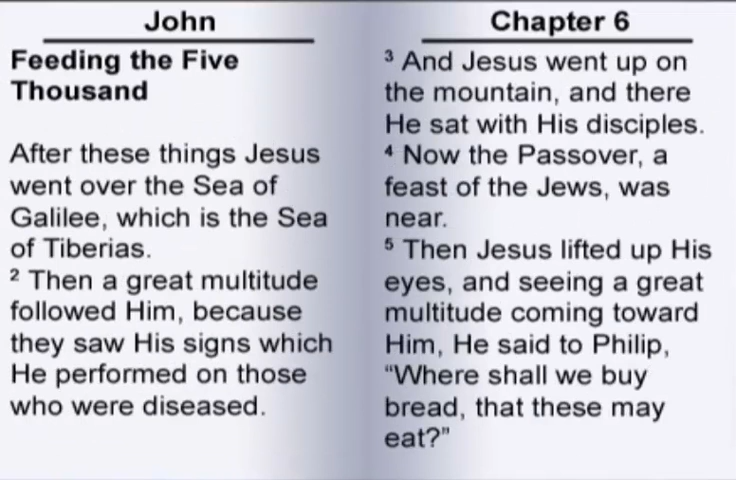 John
Feeding the Five
Thousand
After these things Jesus
went over the Sea of
Galilee, which is the Sea
of Tiberias.
² Then a great multitude
followed Him, because
they saw His signs which
He performed on those
who were diseased.
Chapter 6
³ And Jesus went up on
the mountain, and there
He sat with His disciples.
⁴ Now the Passover, a
feast of the Jews, was
near.
⁵ Then Jesus lifted up His
eyes, and seeing a great
multitude coming toward
Him, He said to Philip,
“Where shall we buy
bread, that these may
eat?”